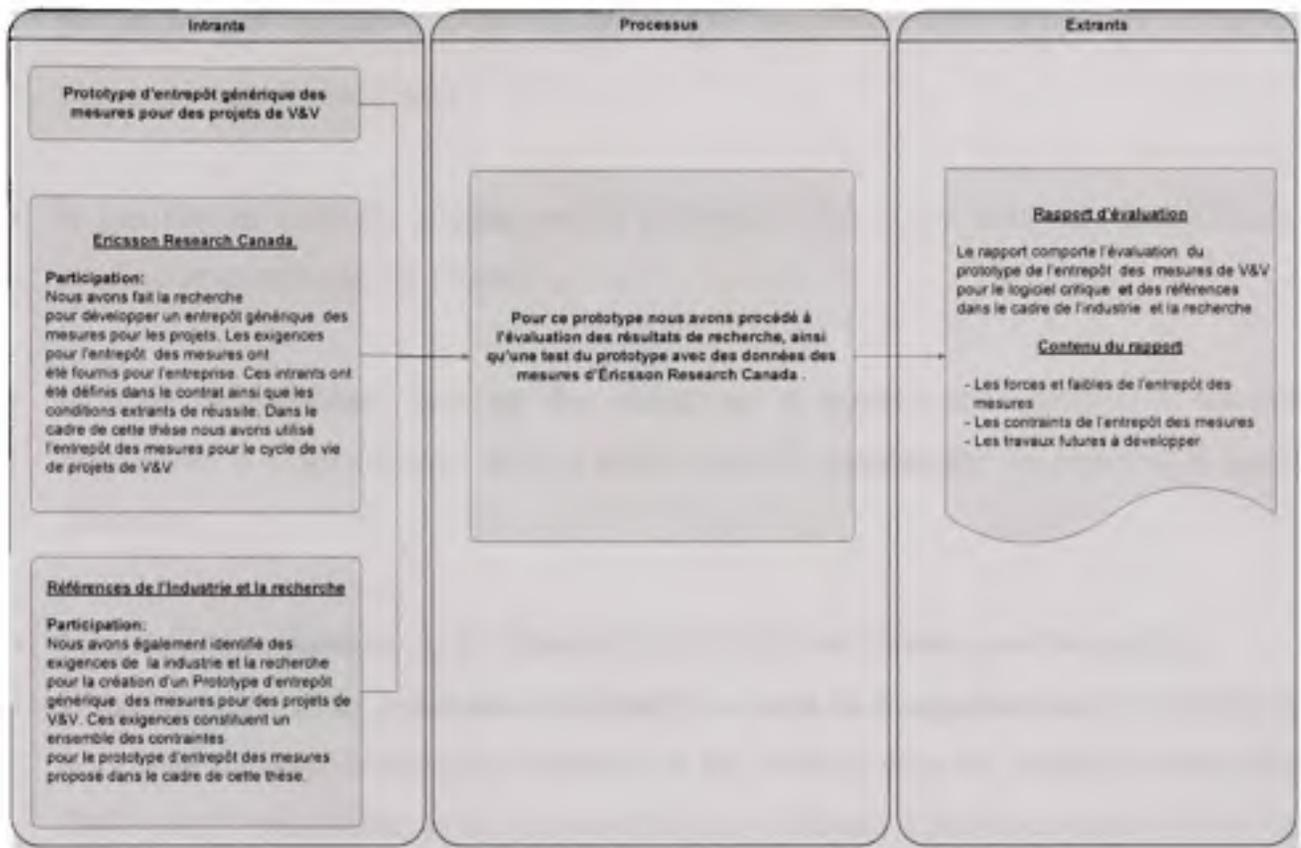 Intrants
Prototype d'entrepôt générique des
mesures pour des projets de V&V
Ericsson Research Canada
Participation:
Nous avons fait la recherche
pour développer un entrepôt générique des
mesures pour les projets. Les exigences
pour l'entrepôt des mesures ont
été fournis pour l'entreprise. Ces intrants ont
été définis dans le contrat ainsi que les
conditions extrants de réussite. Dans le
cadre de cette thèse nous avons utilisé
l'entrepôt des mesures pour le cycle de vie
de projets de V&V
Références de l'Industrie et la recherche
Participation:
Nous avons également identifié des
exigences de la industrie et la recherche
pour la création d'un Prototype d'entrepôt
générique des mesures pour des projets de
V&V. Ces exigences constituent un
ensemble des contraintes
pour le prototype d'entrepôt des mesures
proposé dans le cadre de cette thèse.
Processus
Pour ce prototype nous avons procédé à
l'évaluation des résultats de recherche, ainsi
qu'une test du prototype avec des données des
mesures d'Éricsson Research Canada .
Extrants
Rapport d'évaluation
Le rapport comporte l'évaluation du
prototype de l'entrepôt des mesures de V&V
pour le logiciel critique et des références
dans le cadre de l'industrie et la recherche
Contenu du rapport
- Les forces et faibles de l'entrepôt des
mesures
- Les contraints de l'entrepôt des mesures
- Les travaux futures à développer